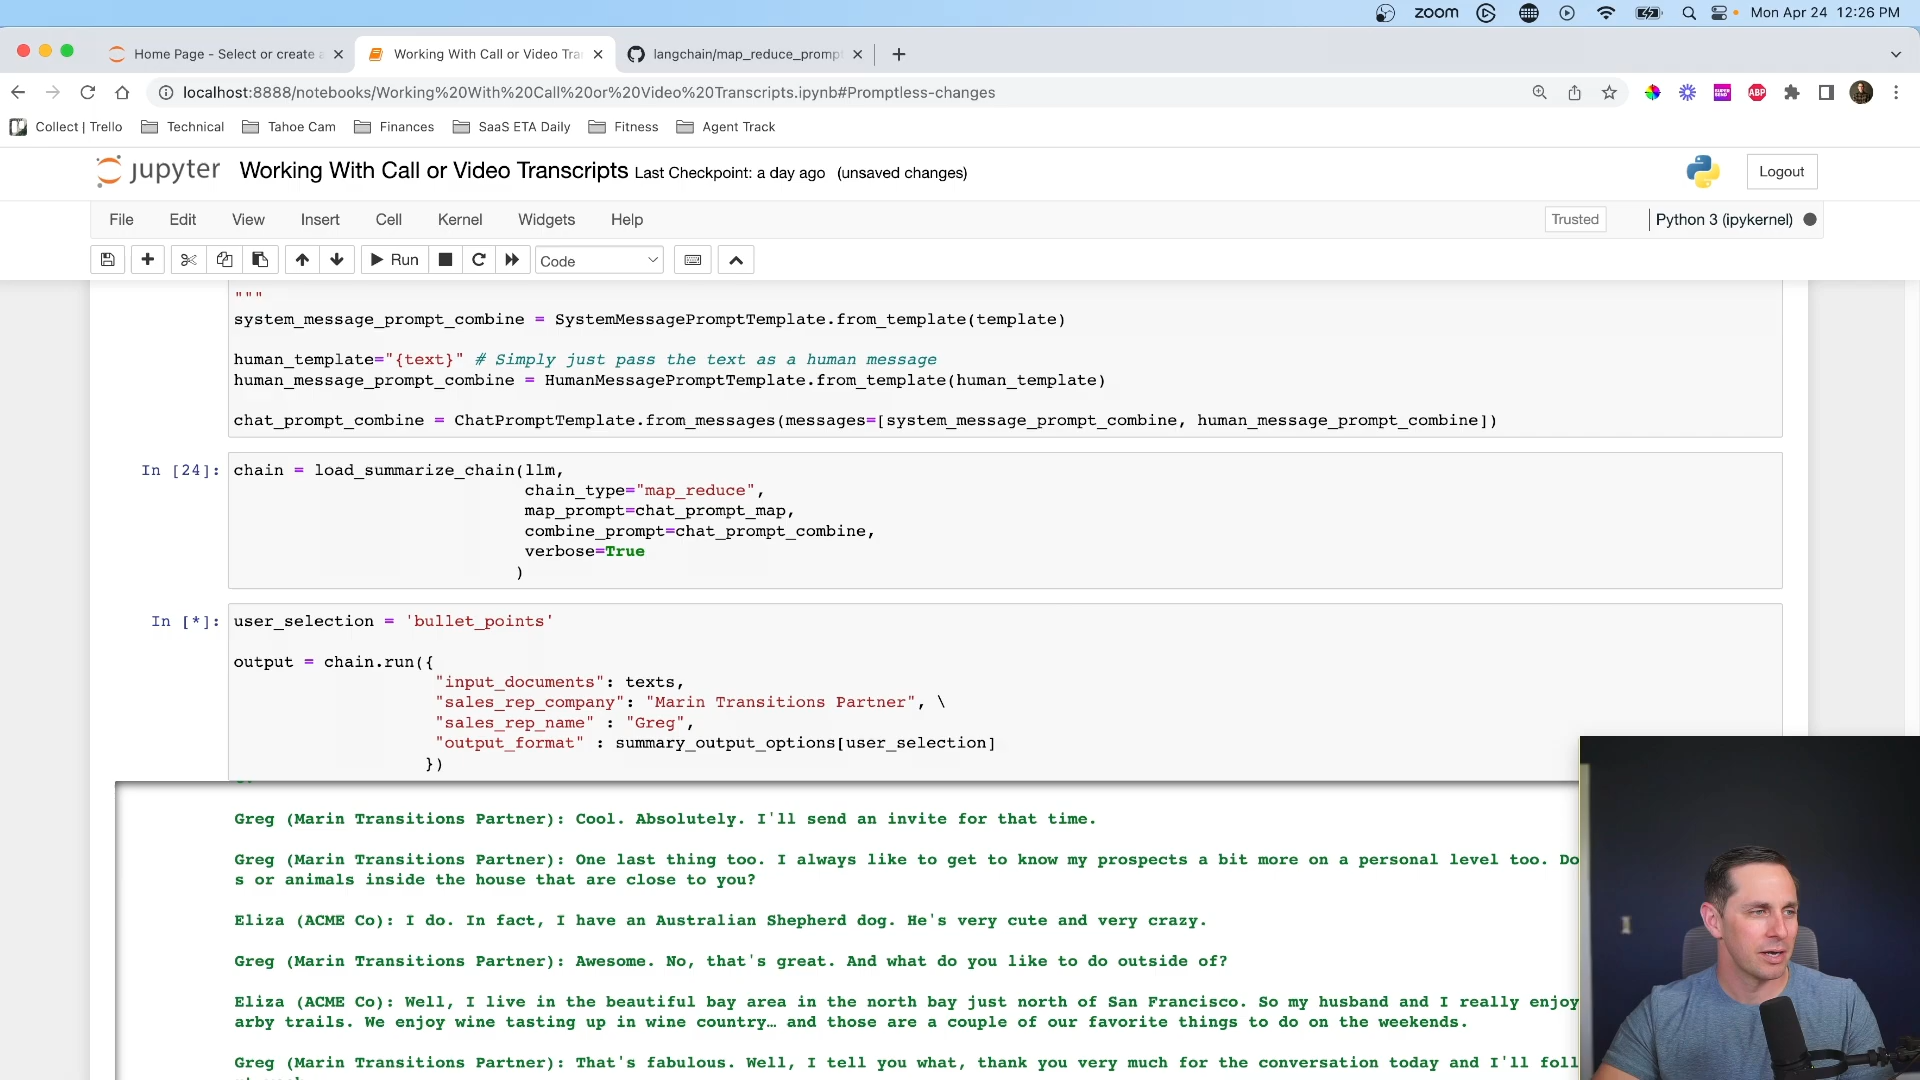 zoom
Mon Apr 24 12:26 PM
Home Page - Select or create a
Working With Call or Video Tra
langchain/map_reduce_prompt
localhost:8888/notebooks/Working%20With%20Call%20or%20Video%20Transcripts.ipynb#Promptless-changes
Collect | Trello
Technical
Tahoe Cam
Finances
SaaS ETA Daily
Fitness
Agent Track
jupyter
Working With Call or Video Transcripts Last Checkpoint: a day ago (unsaved changes)
Logout
File Edit View Insert Cell Kernel Widgets Help
Trusted
Python 3 (ipykernel)
Run
Code
"""
system_message_prompt_combine = SystemMessagePromptTemplate.from_template(template)
human_template="{text}" # Simply just pass the text as a human message
human_message_prompt_combine = HumanMessagePromptTemplate.from_template(human_template)
chat_prompt_combine = ChatPromptTemplate.from_messages(messages=[system_message_prompt_combine, human_message_prompt_combine])
In [24]: chain = load_summarize_chain(llm,
chain_type="map_reduce",
map_prompt=chat_prompt_map,
combine_prompt=chat_prompt_combine,
verbose=True
)
In [*]: user_selection = 'bullet_points'
output = chain.run({
"input_documents": texts,
"sales_rep_company": "Marin Transitions Partner", \
"sales_rep_name" : "Greg",
"output_format" : summary_output_options[user_selection]
})
Greg (Marin Transitions Partner): Cool. Absolutely. I'll send an invite for that time.
Greg (Marin Transitions Partner): One last thing too. I always like to get to know my prospects a bit more on a personal level too. Do
s or animals inside the house that are close to you?
Eliza (ACME Co): I do. In fact, I have an Australian Shepherd dog. He's very cute and very crazy.
Greg (Marin Transitions Partner): Awesome. No, that's great. And what do you like to do outside of?
Eliza (ACME Co): Well, I live in the beautiful bay area in the north bay just north of San Francisco. So my husband and I really enjoy
arby trails. We enjoy wine tasting up in wine country… and those are a couple of our favorite things to do on the weekends.
Greg (Marin Transitions Partner): That's fabulous. Well, I tell you what, thank you very much for the conversation today and I'll foll